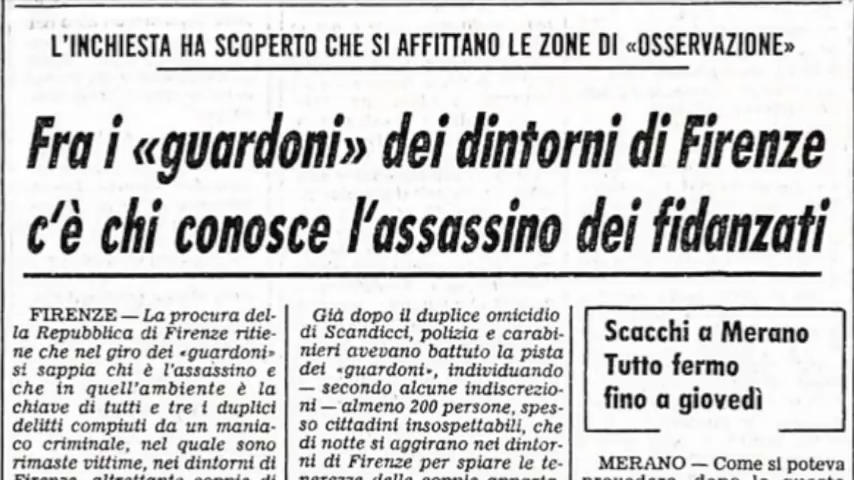 L'INCHIESTA HA SCOPERTO CHE SI AFFITTANO LE ZONE DI «OSSERVAZIONE»
Fra i «guardoni» dei dintorni di Firenze
c'è chi conosce l'assassino dei fidanzati
FIRENZE — La procura del-
la Repubblica di Firenze ritie-
ne che nel giro dei «guardoni»
si sappia chi è l'assassino e
che in quell'ambiente è la
chiave di tutti e tre i duplici
delitti compiuti da un mania-
co criminale, nel quale sono
rimaste vittime, nei dintorni di
Firenze, altrettante coppie di
Già dopo il duplice omicidio
di Scandicci, polizia e carabi-
nieri avevano battuto la pista
dei «guardoni», individuando
— secondo alcune indiscrezio-
ni — almeno 200 persone, spes-
so cittadini insospettabili, che
di notte si aggirano nei dintor-
ni di Firenze per spiare le te-
nerezze delle coppie
Scacchi a Merano
Tutto fermo
fino a giovedì
MERANO — Come si poteva
prevedere, dopo la